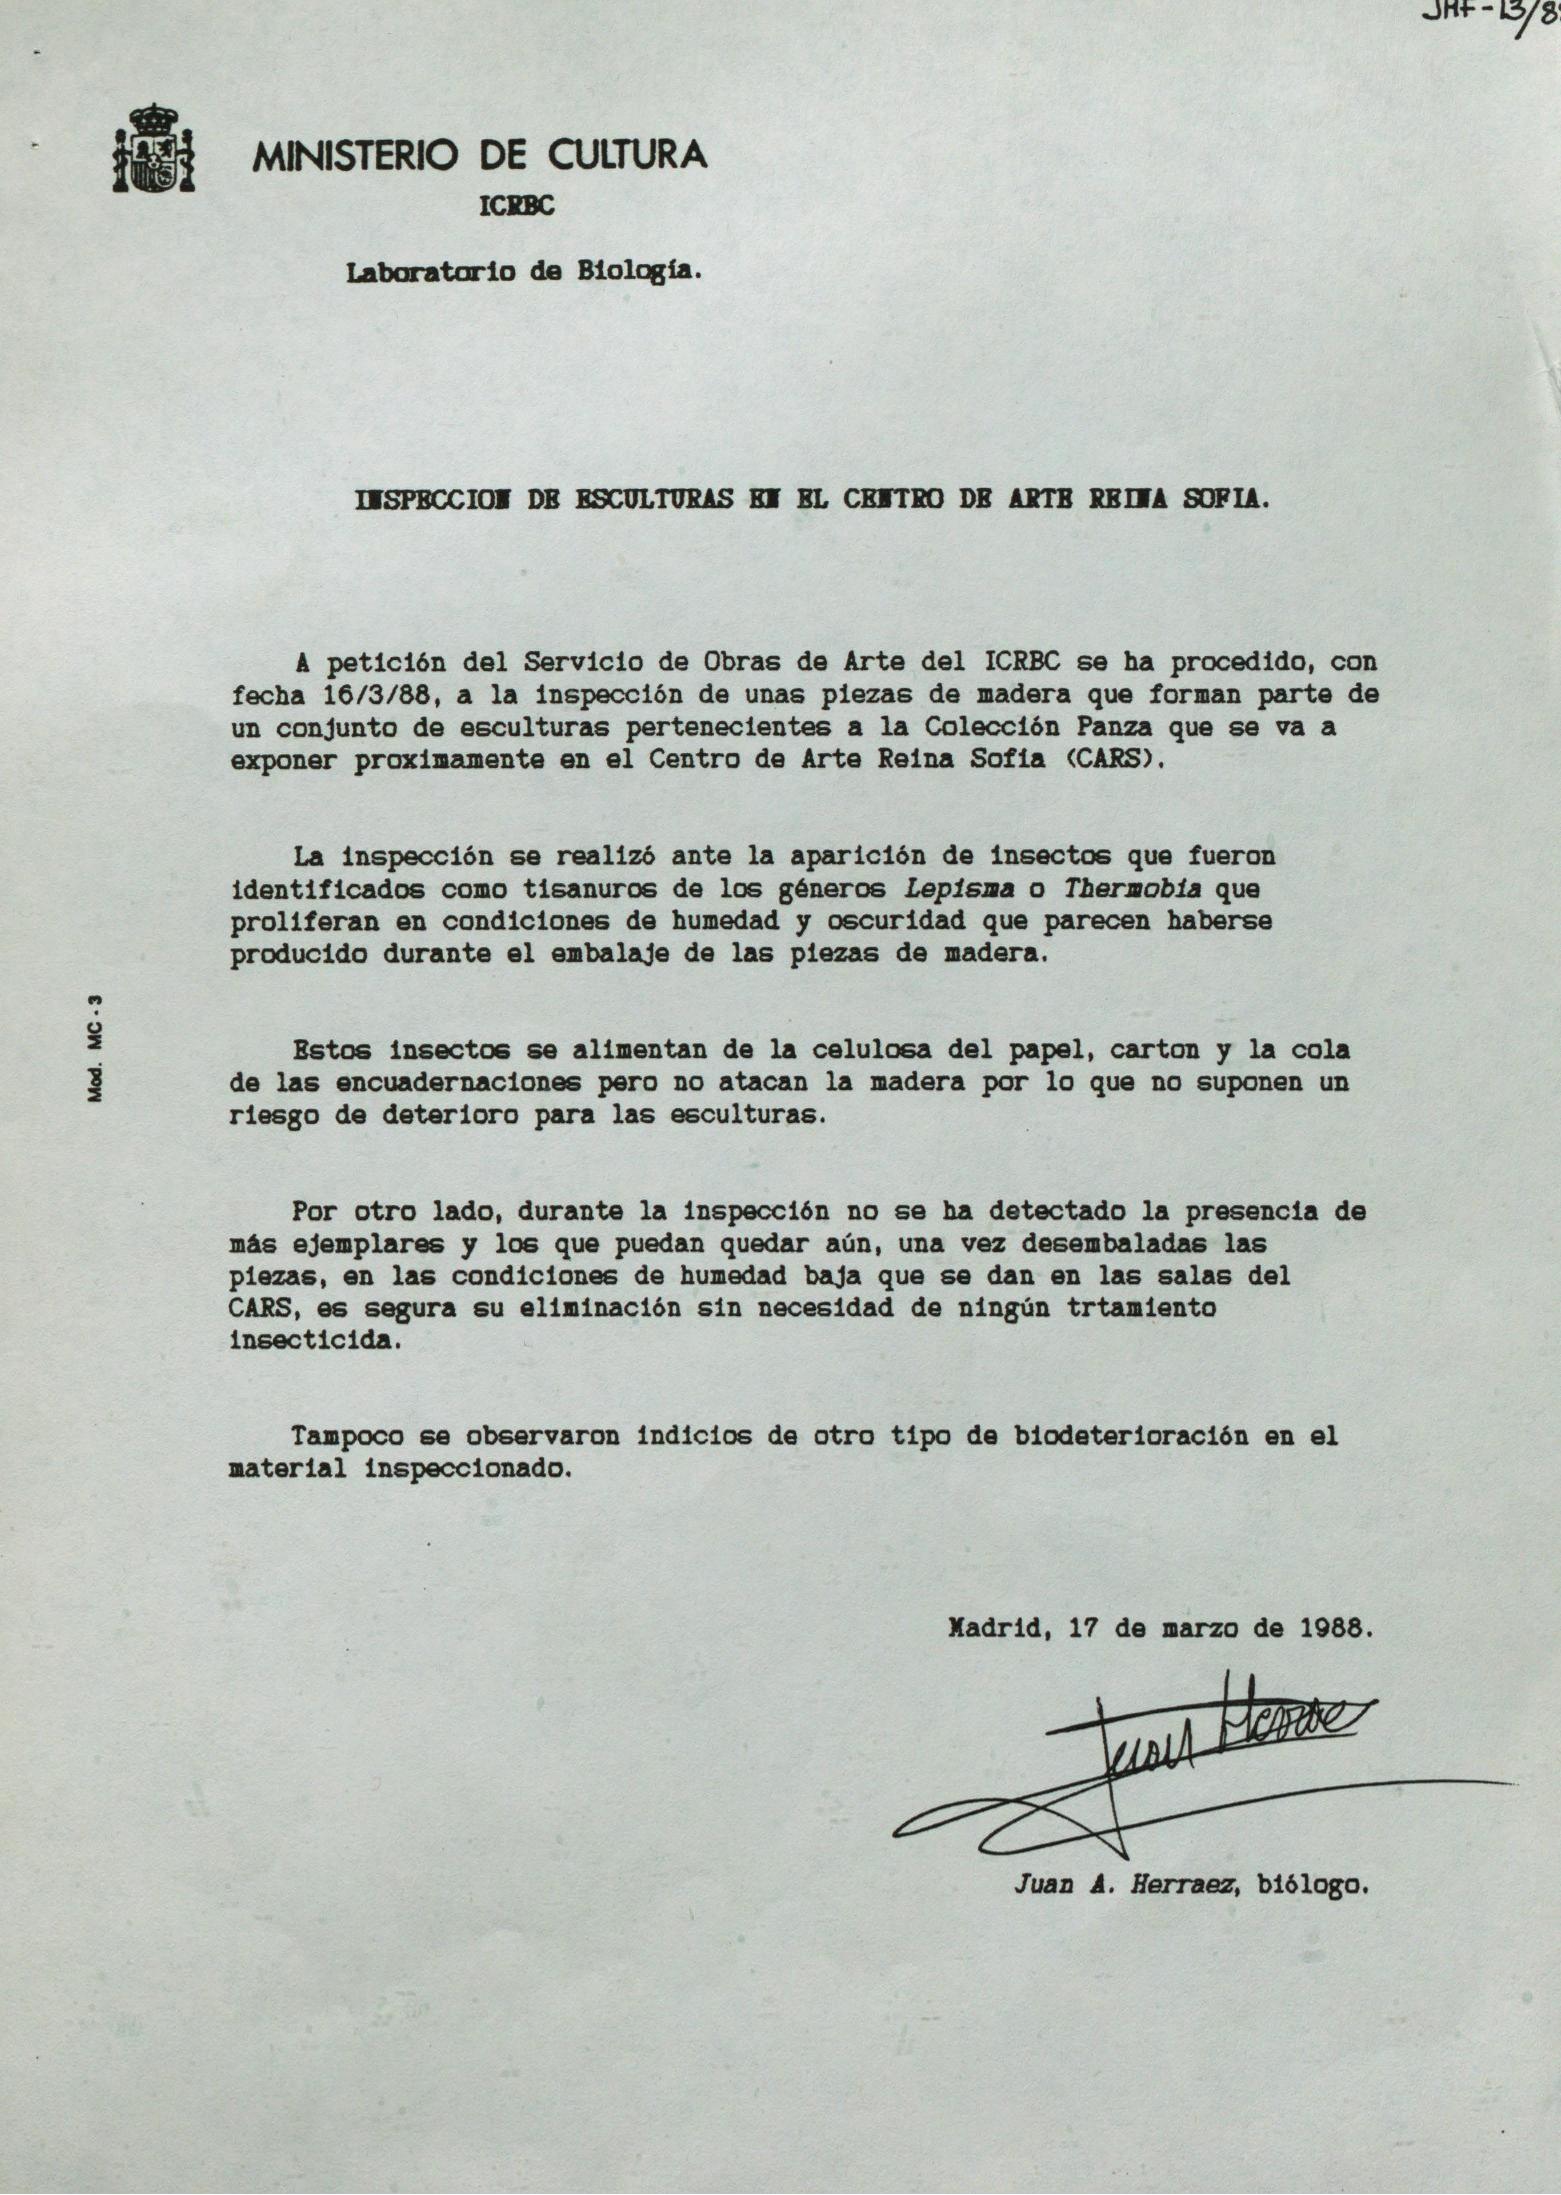 JHF-13/8
MINISTERIO DE CULTURA
ICRBC
Laboratorio de Biología.
INSPECCION DE ESCULTURAS EN EL CENTRO DE ARTE REINA SOFIA.
A petición del Servicio de Obras de Arte del ICRBC se ha procedido, con
fecha 16/3/88, a la inspección de unas piezas de madera que forman parte de
un conjunto de esculturas pertenecientes a la Colección Panza que se va a
exponer proximamente en el Centro de Arte Reina Sofía (CARS).
La inspección se realizó ante la aparición de insectos que fueron
identificados como tisanuros de los géneros Lepisma o Thermobia que
proliferan en condiciones de humedad y oscuridad que parecen haberse
producido durante el embalaje de las piezas de madera.
Mod. MC-3
Estos insectos se alimentan de la celulosa del papel, carton y la cola
de las encuadernaciones pero no atacan la madera por lo que no suponen un
riesgo de deterioro para las esculturas.
Por otro lado, durante la inspección no se ha detectado la presencia de
más ejemplares y los que puedan quedar aún, una vez desembaladas las
piezas, en las condiciones de humedad baja que se dan en las salas del
CARS, es segura su eliminación sin necesidad de ningún trtamiento
insecticida.
Tampoco se observaron indicios de otro tipo de biodeterioración en el
material inspeccionado.
Madrid, 17 de marzo de 1988.
Juan Herraez
Juan A. Herraez, biólogo.